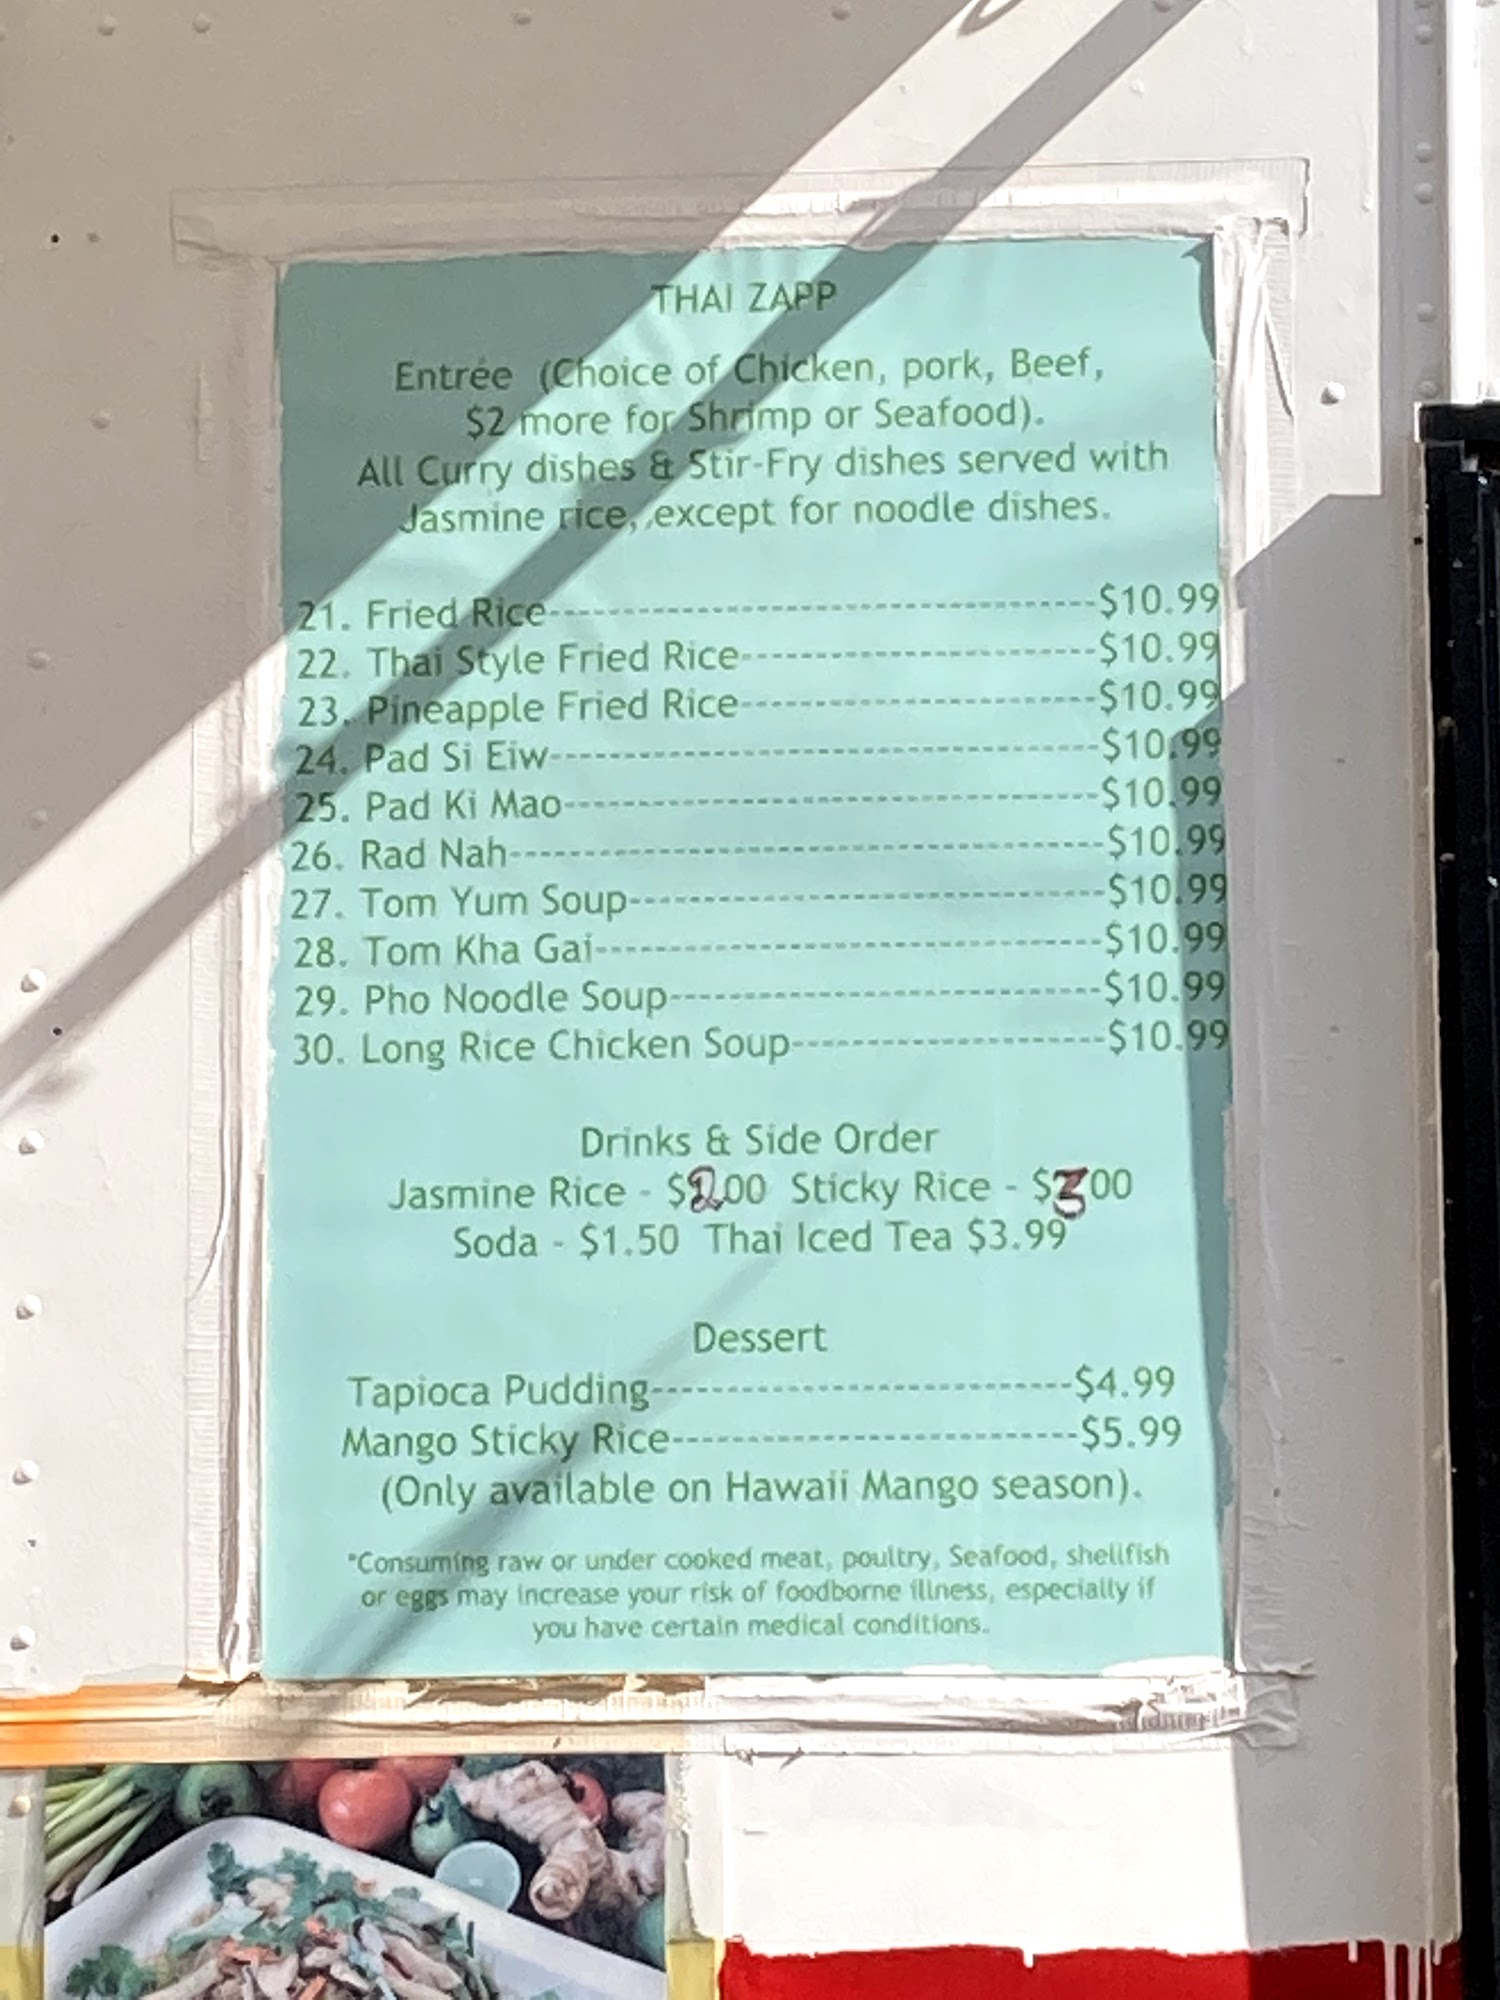 THAI ZAPP
Entrée (Choice of Chicken, pork, Beef,
$2 more for Shrimp or Seafood).
All Curry dishes & Stir-Fry dishes served with
Jasmine rice, except for noodle dishes.
21. Fried Rice--------------------------------------$10.99
22. Thai Style Fried Rice------------------------$10.99
23. Pineapple Fried Rice------------------------$10.99
24. Pad Si Eiw--------------------------------------$10.99
25. Pad Ki Mao-------------------------------------$10.99
26. Rad Nah-----------------------------------------$10.99
27. Tom Yum Soup--------------------------------$10.99
28. Tom Kha Gai-----------------------------------$10.99
29. Pho Noodle Soup-----------------------------$10.99
30. Long Rice Chicken Soup---------------------$10.99
Drinks & Side Order
Jasmine Rice - $2.00 Sticky Rice - $3.00
Soda - $1.50 Thai Iced Tea $3.99
Dessert
Tapioca Pudding-----------------------------$4.99
Mango Sticky Rice----------------------------$5.99
(Only available on Hawaii Mango season).
*Consuming raw or under cooked meat, poultry, Seafood, shellfish
or eggs may increase your risk of foodborne illness, especially if
you have certain medical conditions.